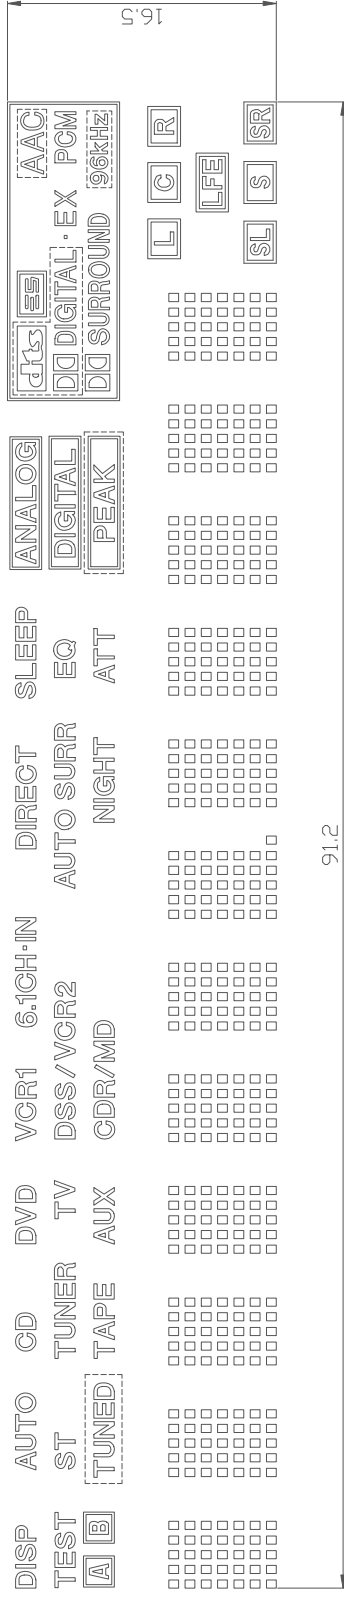 DISP AUTO CD DVD VCR1 6.1CH·IN DIRECT SLEEP ANALOG dts ES AAC
TEST ST TUNER TV DSS/VCR2 AUTO SURR EQ DIGITAL DIGITAL·EX PCM
A B TUNED TAPE AUX CDR/MD NIGHT ATT PEAK SURROUND 96kHz
L C R
LFE
SL S SR
16.5
91.2